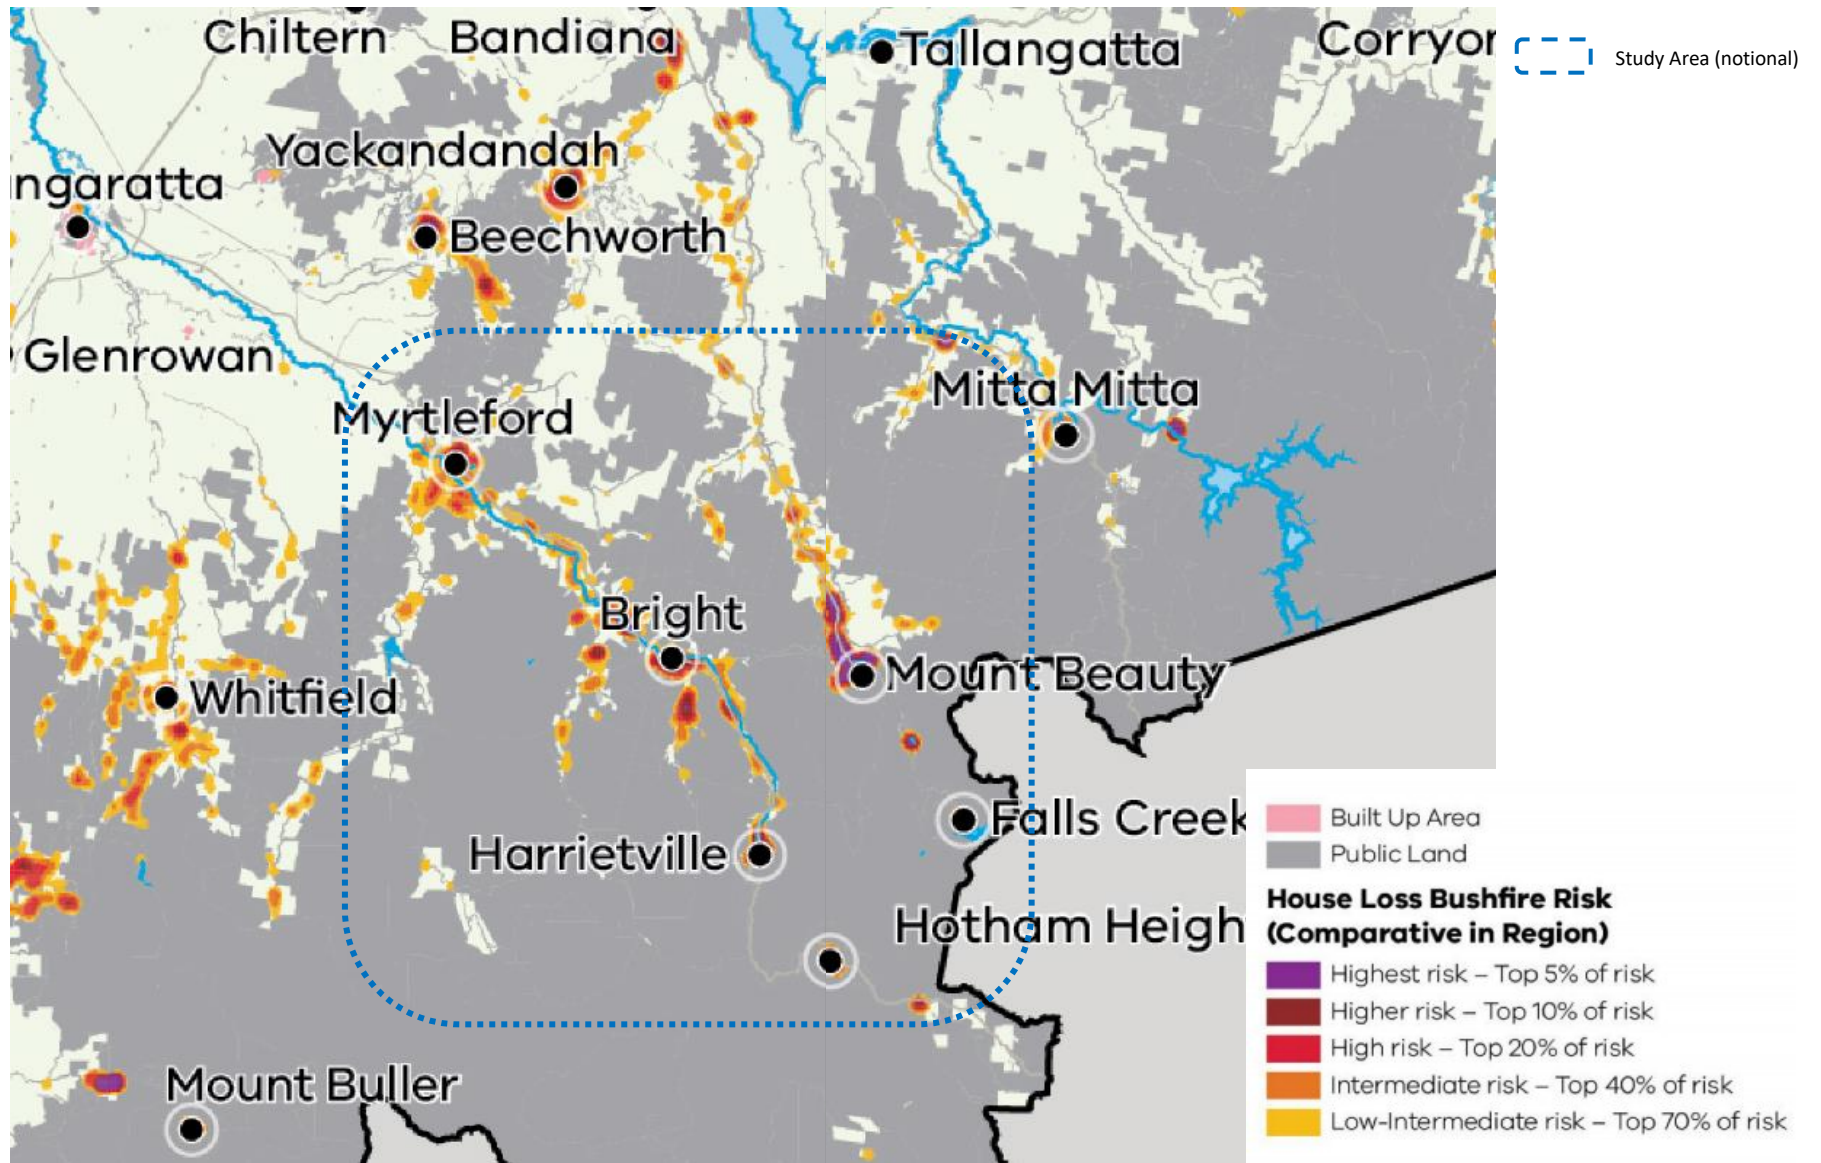 Chiltern
Bandiana
Tallangatta
Corryor
Study Area (notional)
Yackandandah
ngaratta
Beechworth
Glenrowan
Mitta Mitta
Myrtleford
Bright
Mount Beauty
Whitfield
Falls Creek
Harrietville
Hotham Heigh
Mount Buller
Built Up Area
Public Land
House Loss Bushfire Risk
(Comparative in Region)
Highest risk – Top 5% of risk
Higher risk – Top 10% of risk
High risk – Top 20% of risk
Intermediate risk – Top 40% of risk
Low-Intermediate risk – Top 70% of risk